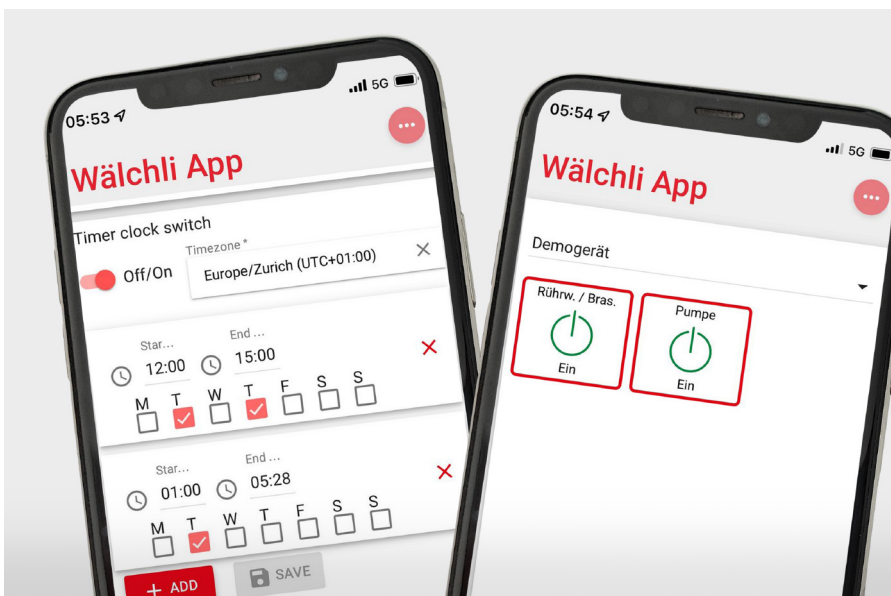 05:53
5G
Wälchli App
Timer clock switch
Off/On
Timezone *
Europe/Zurich (UTC+01:00)
Star... End ...
12:00 15:00
M T W T F S S
Star... End ...
01:00 05:28
M T W T F S S
+ ADD
SAVE
05:54
5G
Wälchli App
Demogerät
Rührw. / Bras.
Ein
Pumpe
Ein